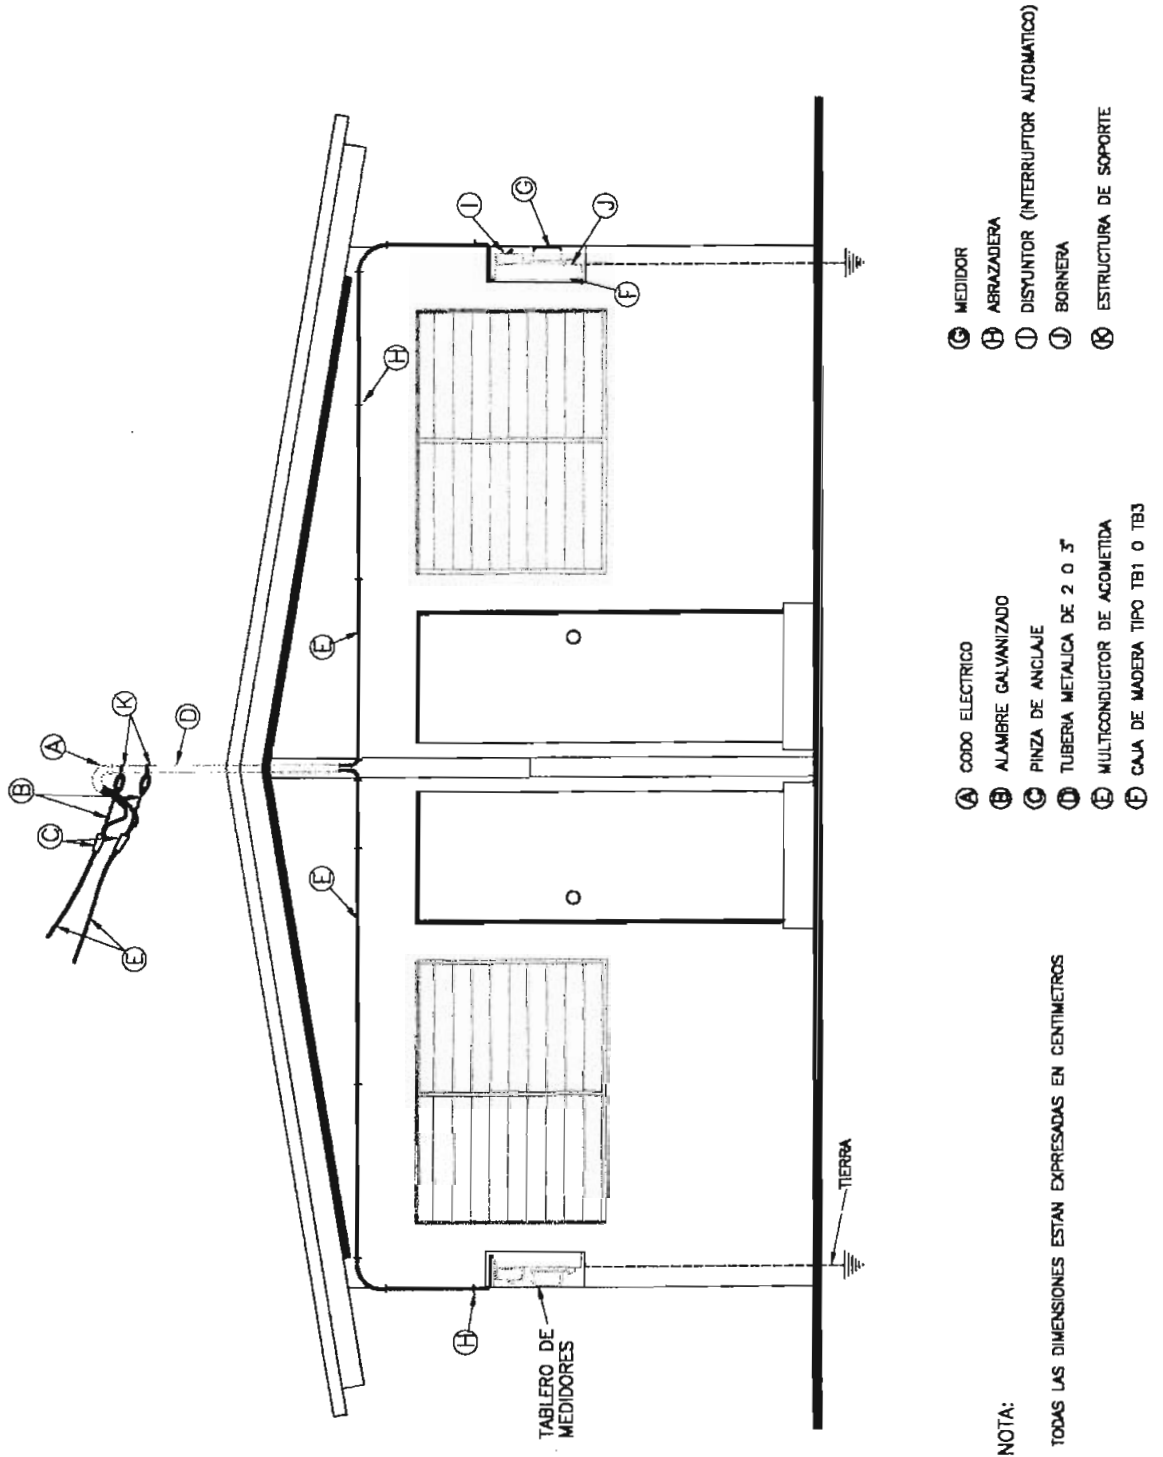 A
B
C
K
D
E
E
E
H
I
G
J
F
H
TABLERO DE
MEDIDORES
TIERRA
NOTA:
TODAS LAS DIMENSIONES ESTAN EXPRESADAS EN CENTIMETROS
A CODO ELECTRICO
B ALAMBRE GALVANIZADO
C PINZA DE ANCLAJE
D TUBERIA METALICA DE 2 O 3"
E MULTICONDUCTOR DE ACOMETIDA
F CAJA DE MADERA TIPO TB1 O TB3
G MEDIDOR
H ABRAZADERA
I DISYUNTOR (INTERRUPTOR AUTOMATICO)
J BORNERA
K ESTRUCTURA DE SOPORTE